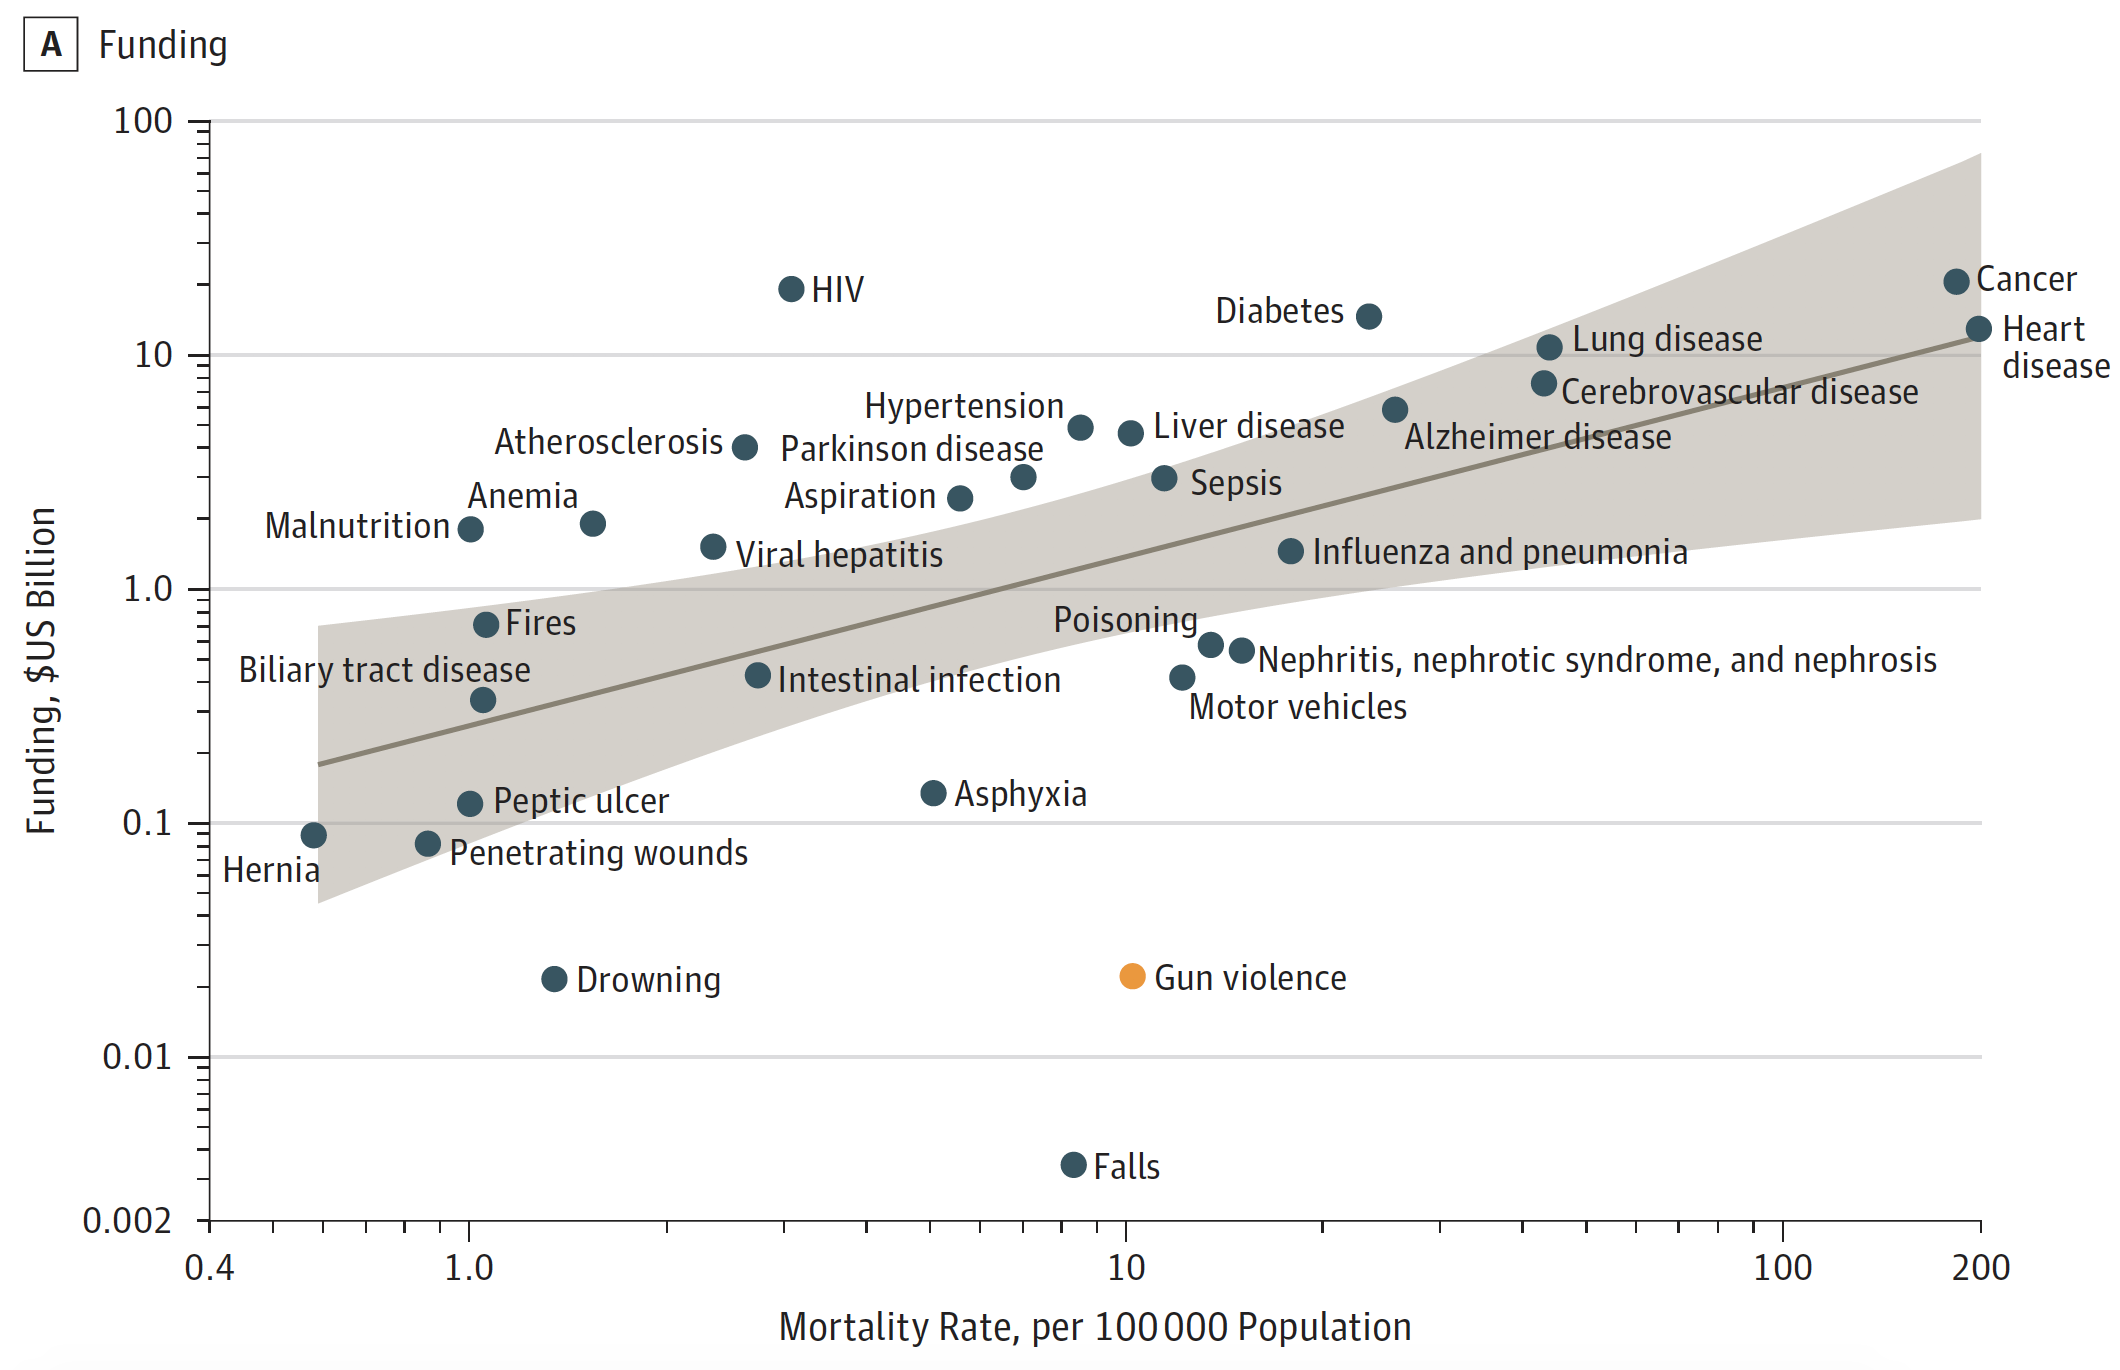 A Funding
100
10
1.0
0.1
0.01
0.002
Funding, $US Billion
HIV
Diabetes
Cancer
Heart
disease
Lung disease
Cerebrovascular disease
Hypertension
Liver disease
Alzheimer disease
Atherosclerosis
Parkinson disease
Sepsis
Anemia
Aspiration
Malnutrition
Viral hepatitis
Influenza and pneumonia
Fires
Poisoning
Biliary tract disease
Intestinal infection
Nephritis, nephrotic syndrome, and nephrosis
Motor vehicles
Peptic ulcer
Asphyxia
Penetrating wounds
Hernia
Drowning
Gun violence
Falls
0.4
1.0
10
100
200
Mortality Rate, per 100 000 Population